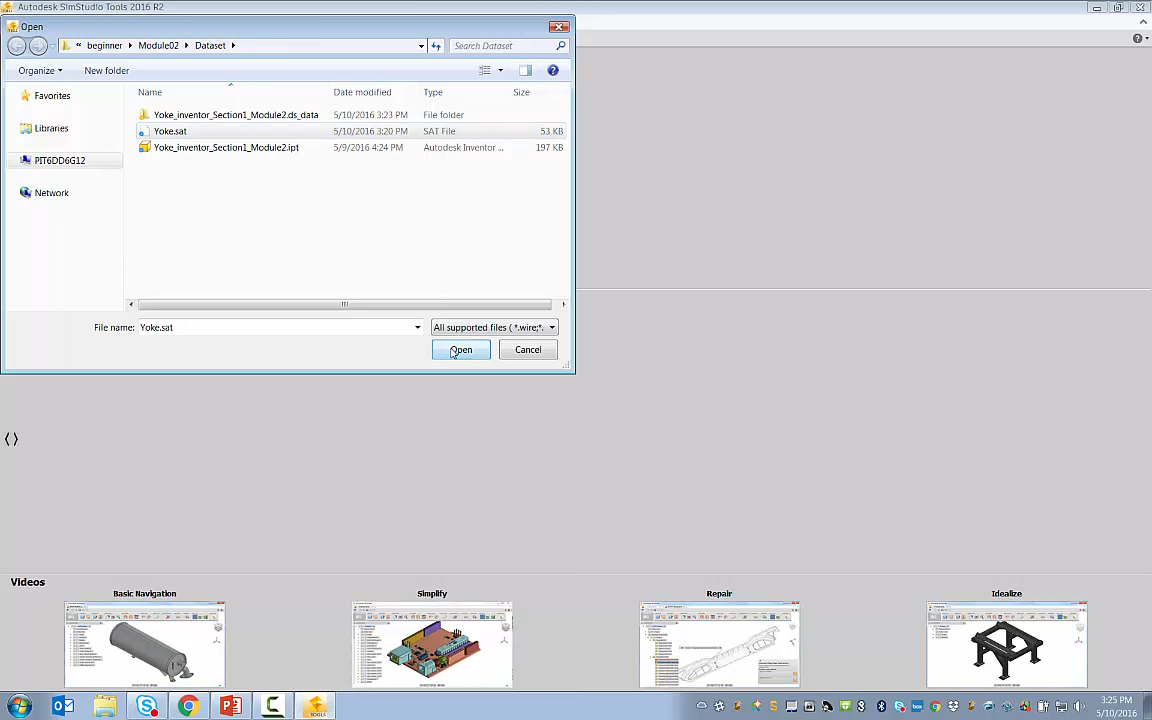 Autodesk SimStudio Tools 2016 R2
Open
« beginner Module02 Dataset
Search Dataset
Organize
New folder
Name
Date modified
Type
Size
Favorites
Libraries
PIT6DD6G12
Network
Yoke_inventor_Section1_Module2.ds_data 5/10/2016 3:23 PM File folder
Yoke.sat 5/10/2016 3:20 PM SAT File 53 KB
Yoke_inventor_Section1_Module2.ipt 5/9/2016 4:24 PM Autodesk Inventor ... 197 KB
File name: Yoke.sat
All supported files ( *.wire;*.
Open
Cancel
Videos
Basic Navigation
Simplify
Repair
Idealize
TOOLS
3:25 PM
5/10/2016